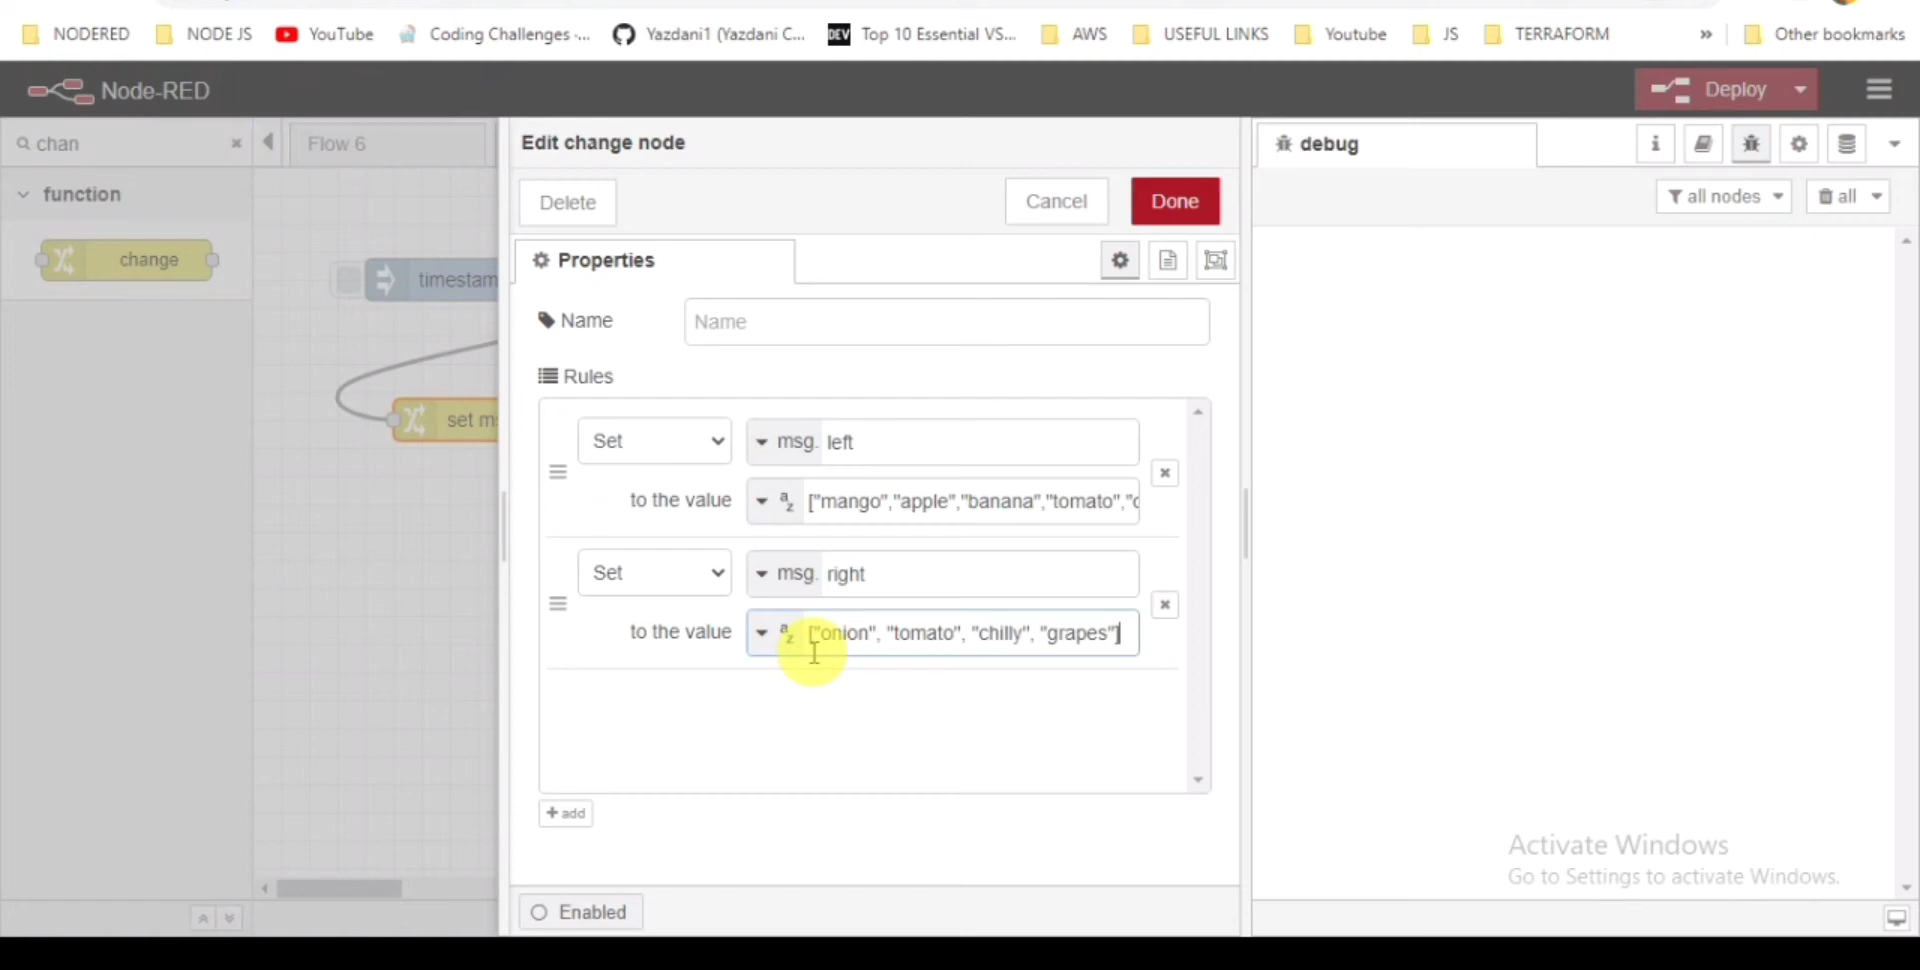 NODERED NODE JS YouTube Coding Challenges -... Yazdani1 (Yazdani C... DEV Top 10 Essential VS... AWS USEFUL LINKS Youtube JS TERRAFORM » Other bookmarks
Node-RED Deploy
chan
Flow 6
Edit change node
debug
function
Delete Cancel Done
all nodes all
change
Properties
timestam
Name Name
Rules
set ms
Set msg. left
to the value ["mango","apple","banana","tomato","
Set msg. right
to the value ["onion", "tomato", "chilly", "grapes"]
+ add
Activate Windows
Go to Settings to activate Windows.
Enabled